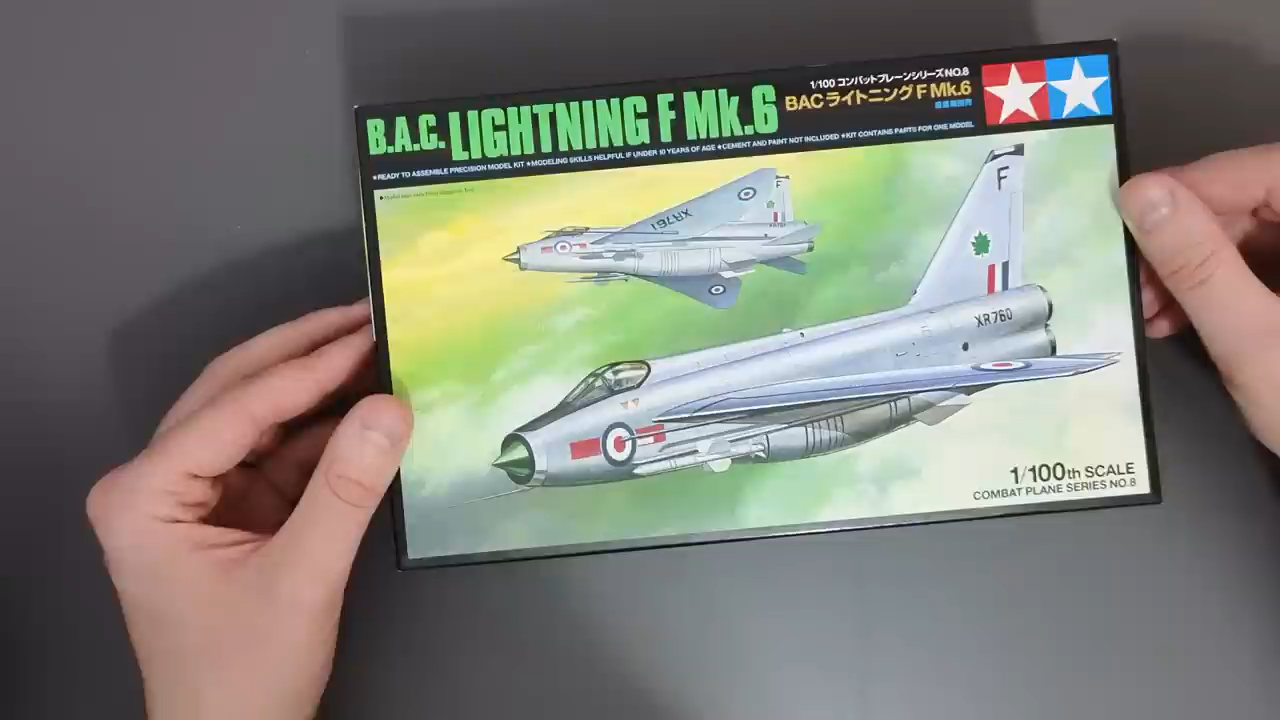 B.A.C. LIGHTNING F Mk.6
1/100 コンバットプレーンシリーズNO.8
BACライトニング F Mk.6
★READY TO ASSEMBLE PRECISION MODEL KIT ★MODELING SKILLS HELPFUL IF UNDER 10 YEARS OF AGE ★CEMENT AND PAINT NOT INCLUDED ★KIT CONTAINS PARTS FOR ONE MODEL
F
XR761
XR761
F
XR760
1/100th SCALE
COMBAT PLANE SERIES NO.8